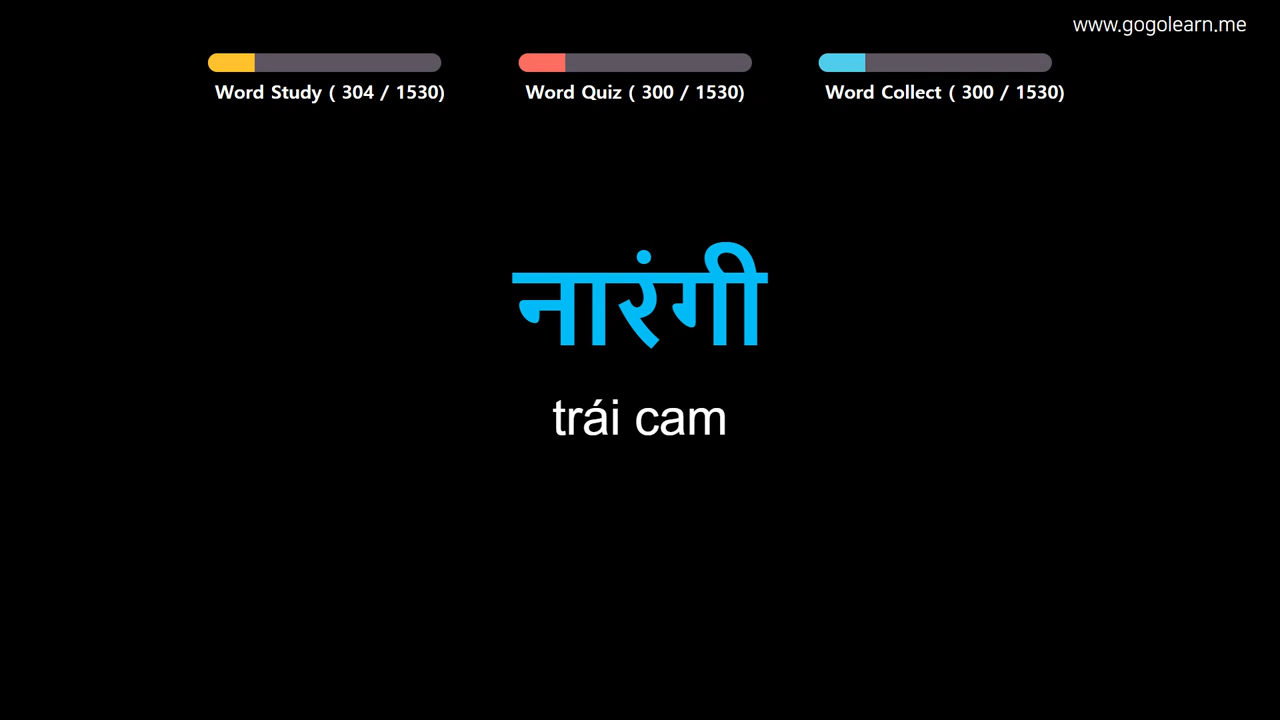 www.gogolearn.me
Word Study ( 304 / 1530)
Word Quiz ( 300 / 1530)
Word Collect ( 300 / 1530)
नारंगी
trái cam